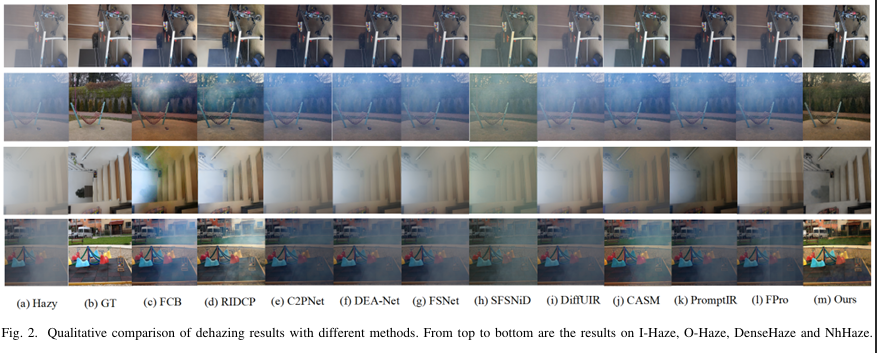 (a) Hazy (b) GT (c) FCB (d) RIDCP (e) C2PNet (f) DEA-Net (g) FSNet (h) SFSNiD (i) DiffUIR (j) CASM (k) PromptIR (l) FPro (m) Ours
Fig. 2. Qualitative comparison of dehazing results with different methods. From top to bottom are the results on I-Haze, O-Haze, DenseHaze and NhHaze.